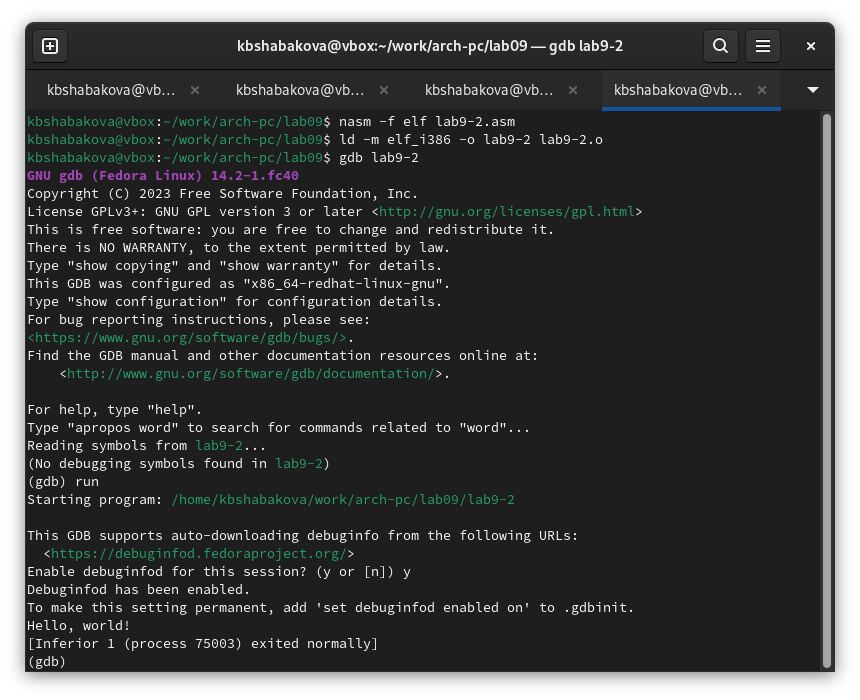 kbshabakova@vbox:~/work/arch-pc/lab09 — gdb lab9-2
kbshabakova@vb... × kbshabakova@vb... × kbshabakova@vb... × kbshabakova@vb... ×
kbshabakova@vbox:~/work/arch-pc/lab09$ nasm -f elf lab9-2.asm
kbshabakova@vbox:~/work/arch-pc/lab09$ ld -m elf_i386 -o lab9-2 lab9-2.o
kbshabakova@vbox:~/work/arch-pc/lab09$ gdb lab9-2
GNU gdb (Fedora Linux) 14.2-1.fc40
Copyright (C) 2023 Free Software Foundation, Inc.
License GPLv3+: GNU GPL version 3 or later <http://gnu.org/licenses/gpl.html>
This is free software: you are free to change and redistribute it.
There is NO WARRANTY, to the extent permitted by law.
Type "show copying" and "show warranty" for details.
This GDB was configured as "x86_64-redhat-linux-gnu".
Type "show configuration" for configuration details.
For bug reporting instructions, please see:
<https://www.gnu.org/software/gdb/bugs/>.
Find the GDB manual and other documentation resources online at:
    <http://www.gnu.org/software/gdb/documentation/>.

For help, type "help".
Type "apropos word" to search for commands related to "word"...
Reading symbols from lab9-2...
(No debugging symbols found in lab9-2)
(gdb) run
Starting program: /home/kbshabakova/work/arch-pc/lab09/lab9-2

This GDB supports auto-downloading debuginfo from the following URLs:
  <https://debuginfod.fedoraproject.org/>
Enable debuginfod for this session? (y or [n]) y
Debuginfod has been enabled.
To make this setting permanent, add 'set debuginfod enabled on' to .gdbinit.
Hello, world!
[Inferior 1 (process 75003) exited normally]
(gdb)